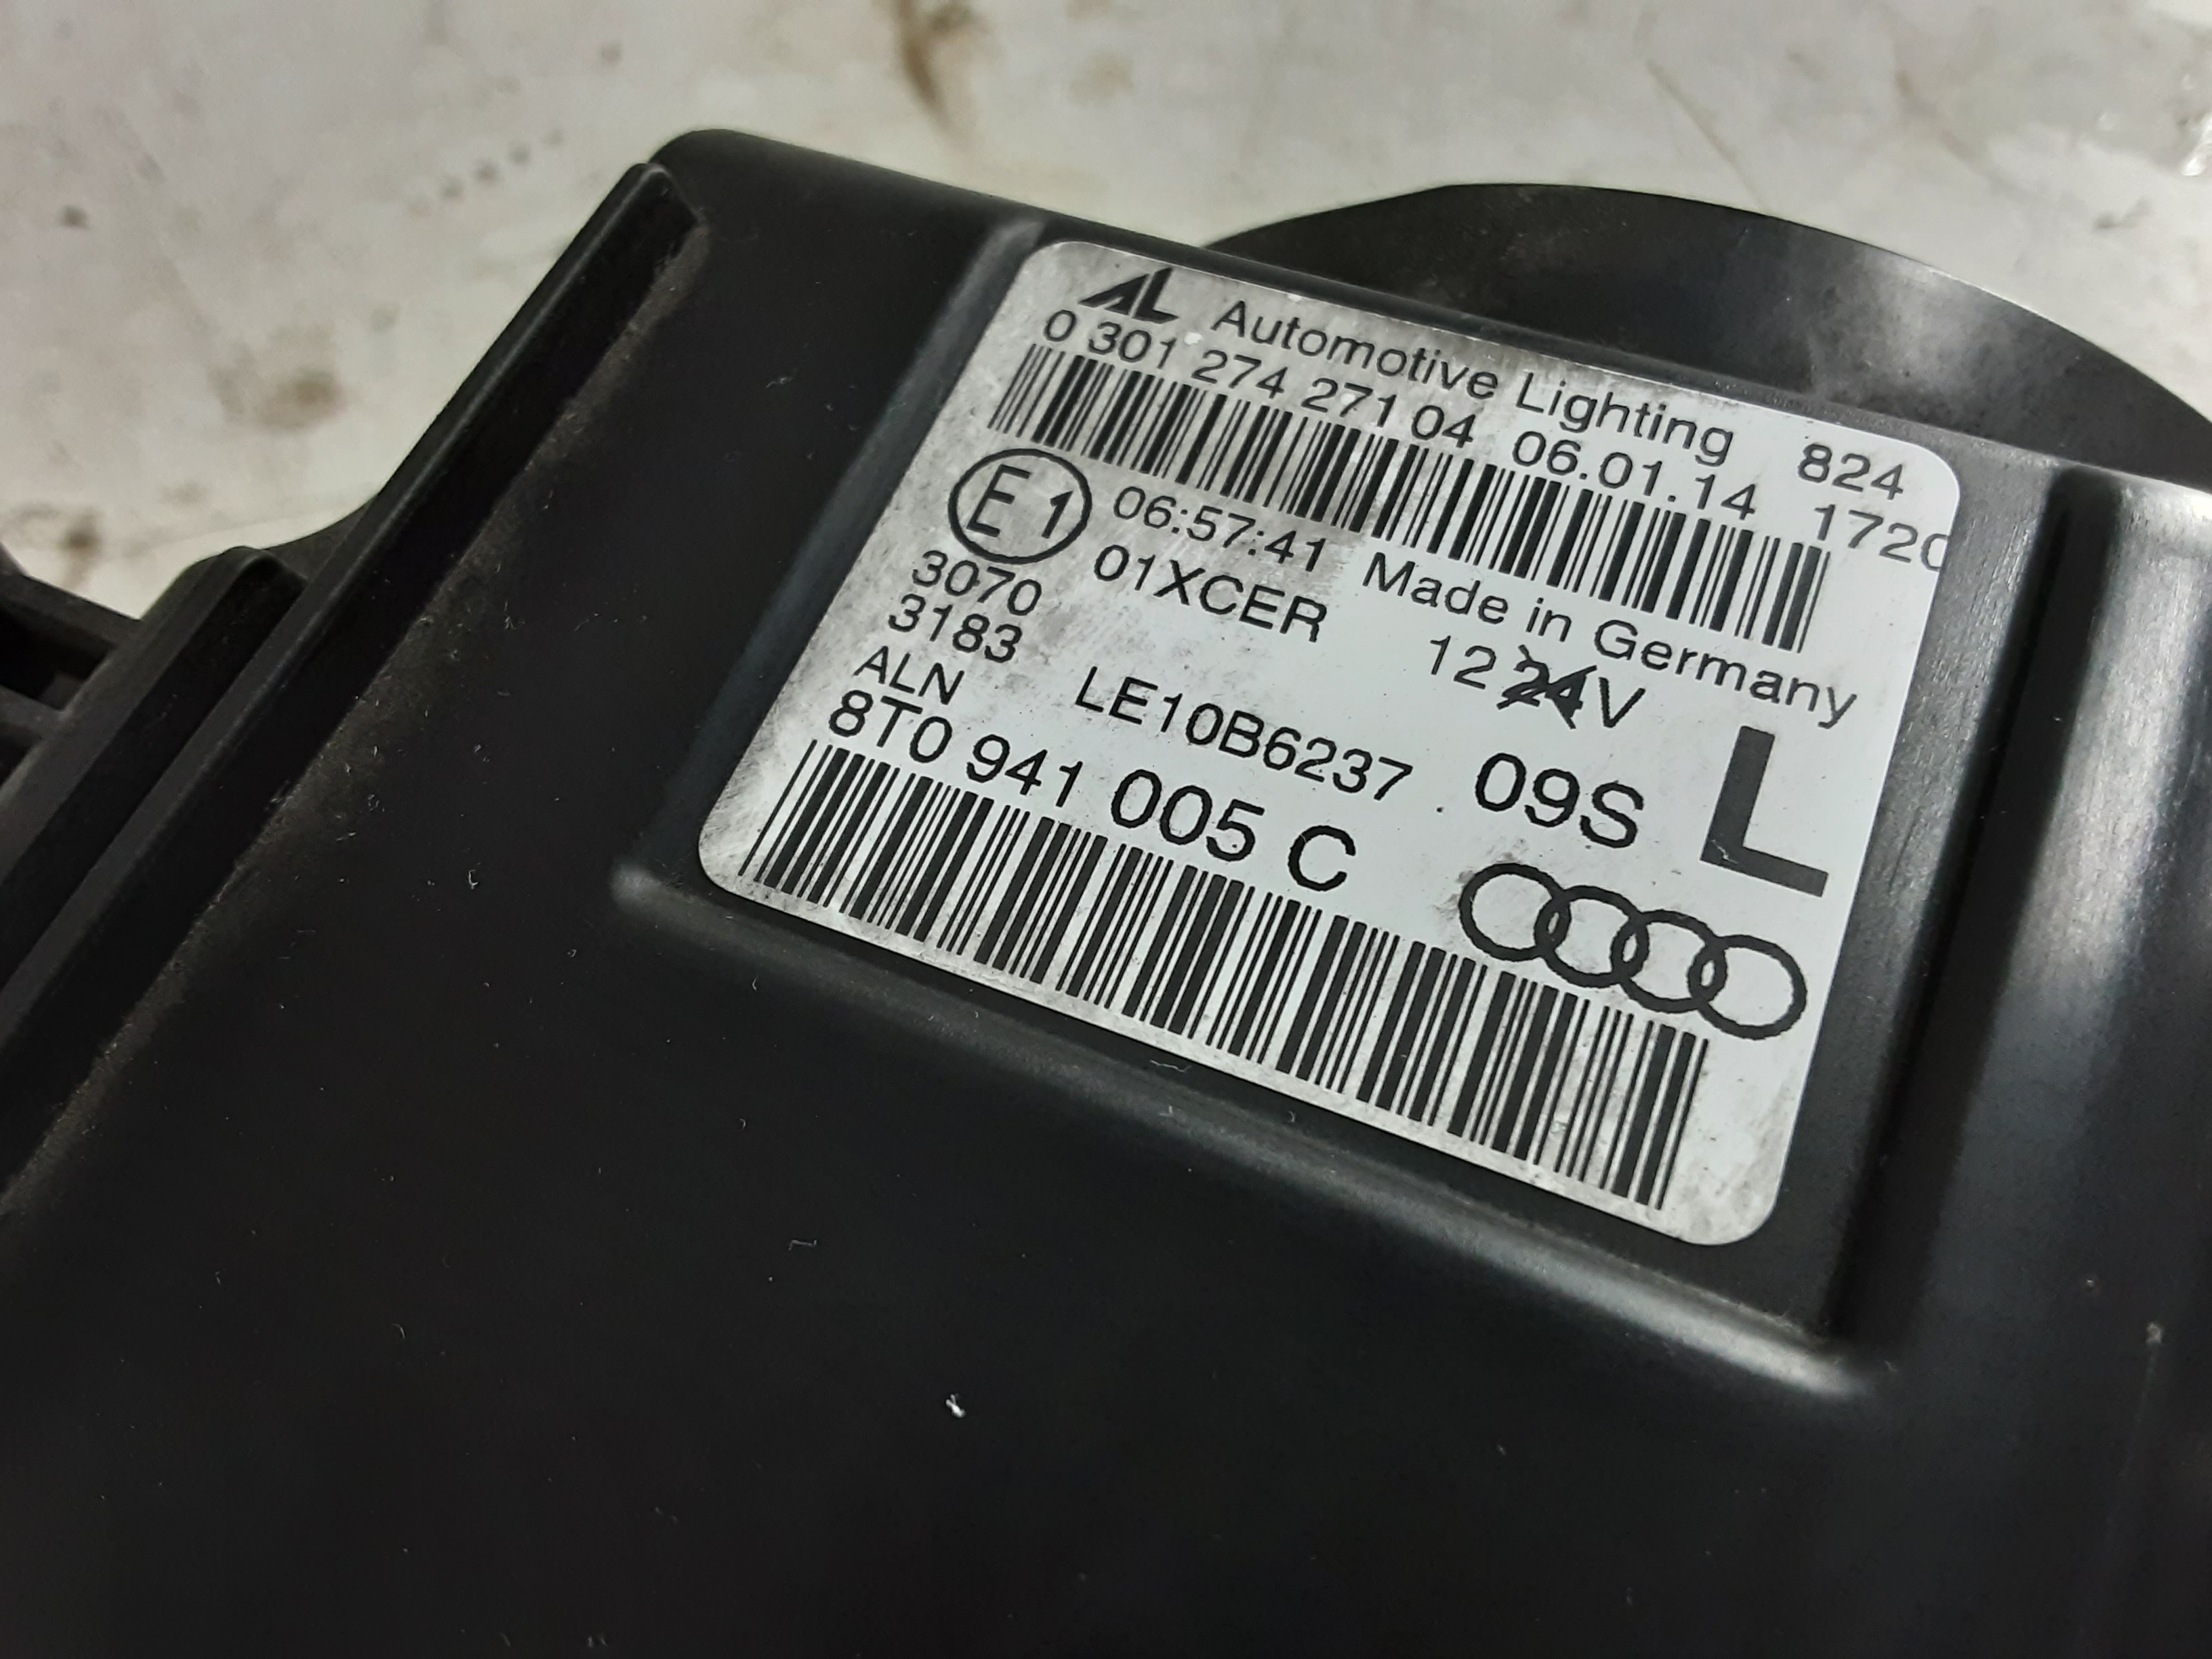 AL Automotive Lighting 824
0 301 274 271 04 06.01.14 1720
E1 06:57:41 Made in Germany
3070 01XCER 12 24 V
3183
ALN LE10B6237 09S L
8T0 941 005 C